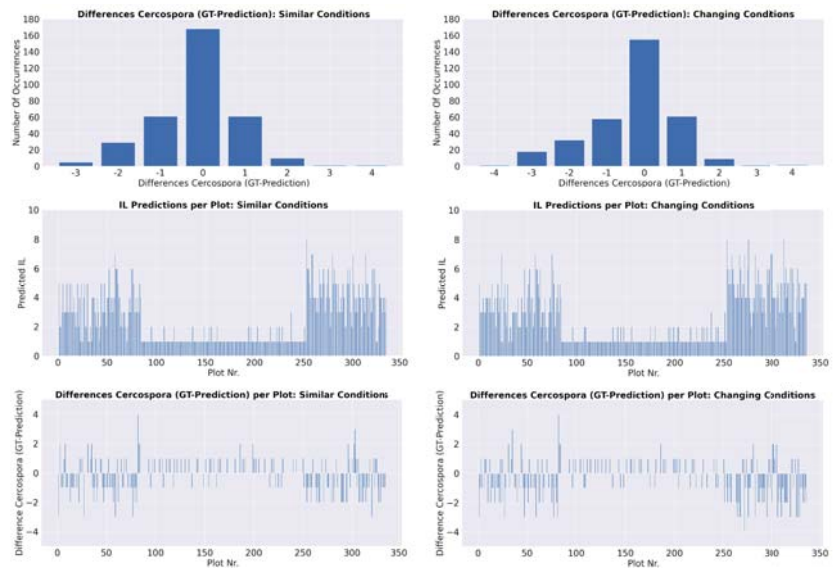 Differences Cercospora (GT-Prediction): Similar Conditions
180
160
140
120
100
80
60
40
20
0
Number Of Occurrences
-3 -2 -1 0 1 2 3 4
Differences Cercospora (GT-Prediction)
Differences Cercospora (GT-Prediction): Changing Conditions
180
160
140
120
100
80
60
40
20
0
Number Of Occurrences
-4 -3 -2 -1 0 1 2 3 4
Differences Cercospora (GT-Prediction)
IL Predictions per Plot: Similar Conditions
10
8
6
4
2
0
Predicted IL
0 50 100 150 200 250 300 350
Plot Nr.
IL Predictions per Plot: Changing Conditions
10
8
6
4
2
0
Predicted IL
0 50 100 150 200 250 300 350
Plot Nr.
Differences Cercospora (GT-Prediction) per Plot: Similar Conditions
4
2
0
−2
−4
Difference Cercospora (GT-Prediction)
0 50 100 150 200 250 300 350
Plot Nr.
Differences Cercospora (GT-Prediction) per Plot: Changing Conditions
4
2
0
−2
−4
Difference Cercospora (GT-Prediction)
0 50 100 150 200 250 300 350
Plot Nr.